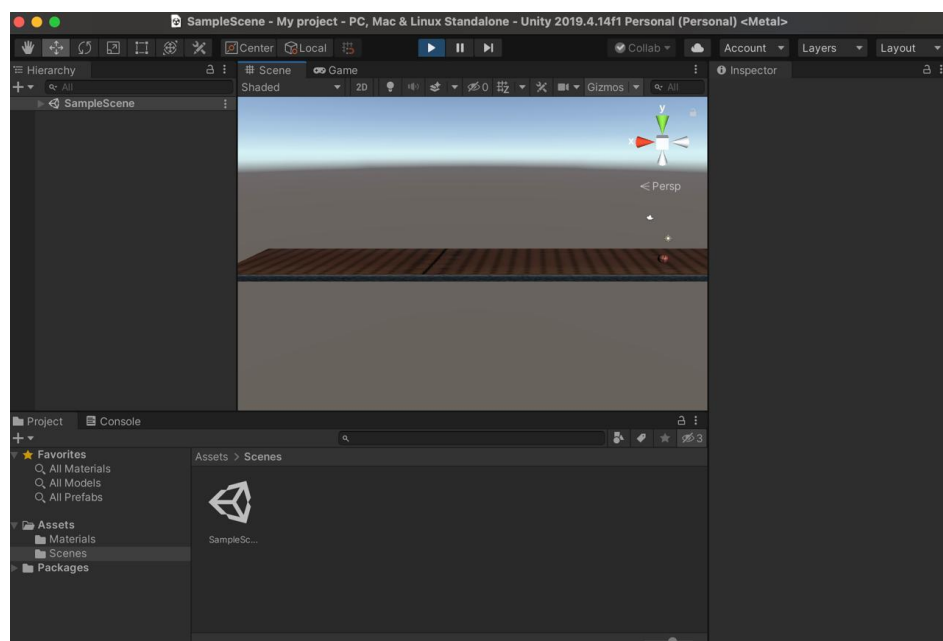 SampleScene - My project - PC, Mac & Linux Standalone - Unity 2019.4.14f1 Personal (Personal) <Metal>
Center Local Collab Account Layers Layout
Hierarchy # Scene Game Inspector
All Shaded 2D 0 Gizmos All
SampleScene
y
x
Persp
Project Console
3
Favorites Assets > Scenes
All Materials
All Models
All Prefabs
Assets
Materials SampleSc...
Scenes
Packages